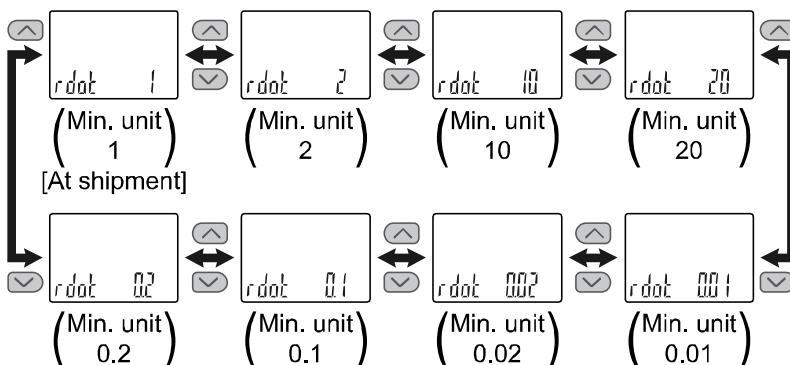 rdot 1
rdot 2
rdot 10
rdot 20
(Min. unit 1)
(Min. unit 2)
(Min. unit 10)
(Min. unit 20)
[At shipment]
rdot 0.2
rdot 0.1
rdot 0.02
rdot 0.01
(Min. unit 0.2)
(Min. unit 0.1)
(Min. unit 0.02)
(Min. unit 0.01)